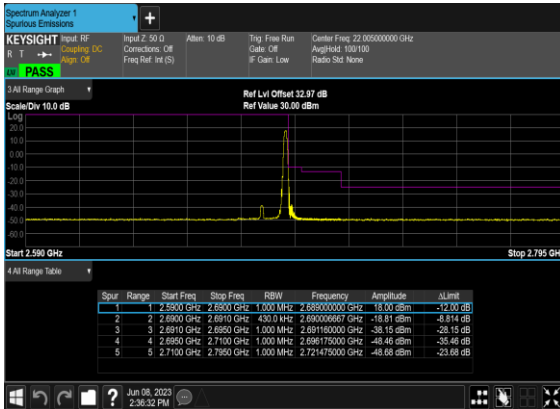 Spectrum Analyzer 1
Spurious Emissions
+
KEYSIGHT Input: RF Input Z: 50 Ω Atten: 10 dB Trig: Free Run Center Freq: 22.005000000 GHz
R T Coupling: DC Corrections: Off Gate: Off Avg|Hold: 100/100
Align: Off Freq Ref: Int (S) IF Gain: Low Radio Std: None
PASS
3 All Range Graph
Ref Lvl Offset 32.97 dB
Scale/Div 10.0 dB Ref Value 30.00 dBm
Log
20.0
10.0
0.00
-10.0
-20.0
-30.0
-40.0
-50.0
-60.0
Start 2.590 GHz Stop 2.795 GH
4 All Range Table
Spur Range Start Freq Stop Freq RBW Frequency Amplitude ΔLimit
1 1 2.5900 GHz 2.6900 GHz 1.000 MHz 2.689000000 GHz 18.00 dBm -12.00 dB
2 2 2.6900 GHz 2.6910 GHz 430.0 kHz 2.690006667 GHz -18.81 dBm -8.814 dB
3 3 2.6910 GHz 2.6950 GHz 1.000 MHz 2.691160000 GHz -38.15 dBm -28.15 dB
4 4 2.6950 GHz 2.7100 GHz 1.000 MHz 2.696175000 GHz -48.46 dBm -35.46 dB
5 5 2.7100 GHz 2.7950 GHz 1.000 MHz 2.721475000 GHz -48.68 dBm -23.68 dB
? Jun 08, 2023
2:36:32 PM